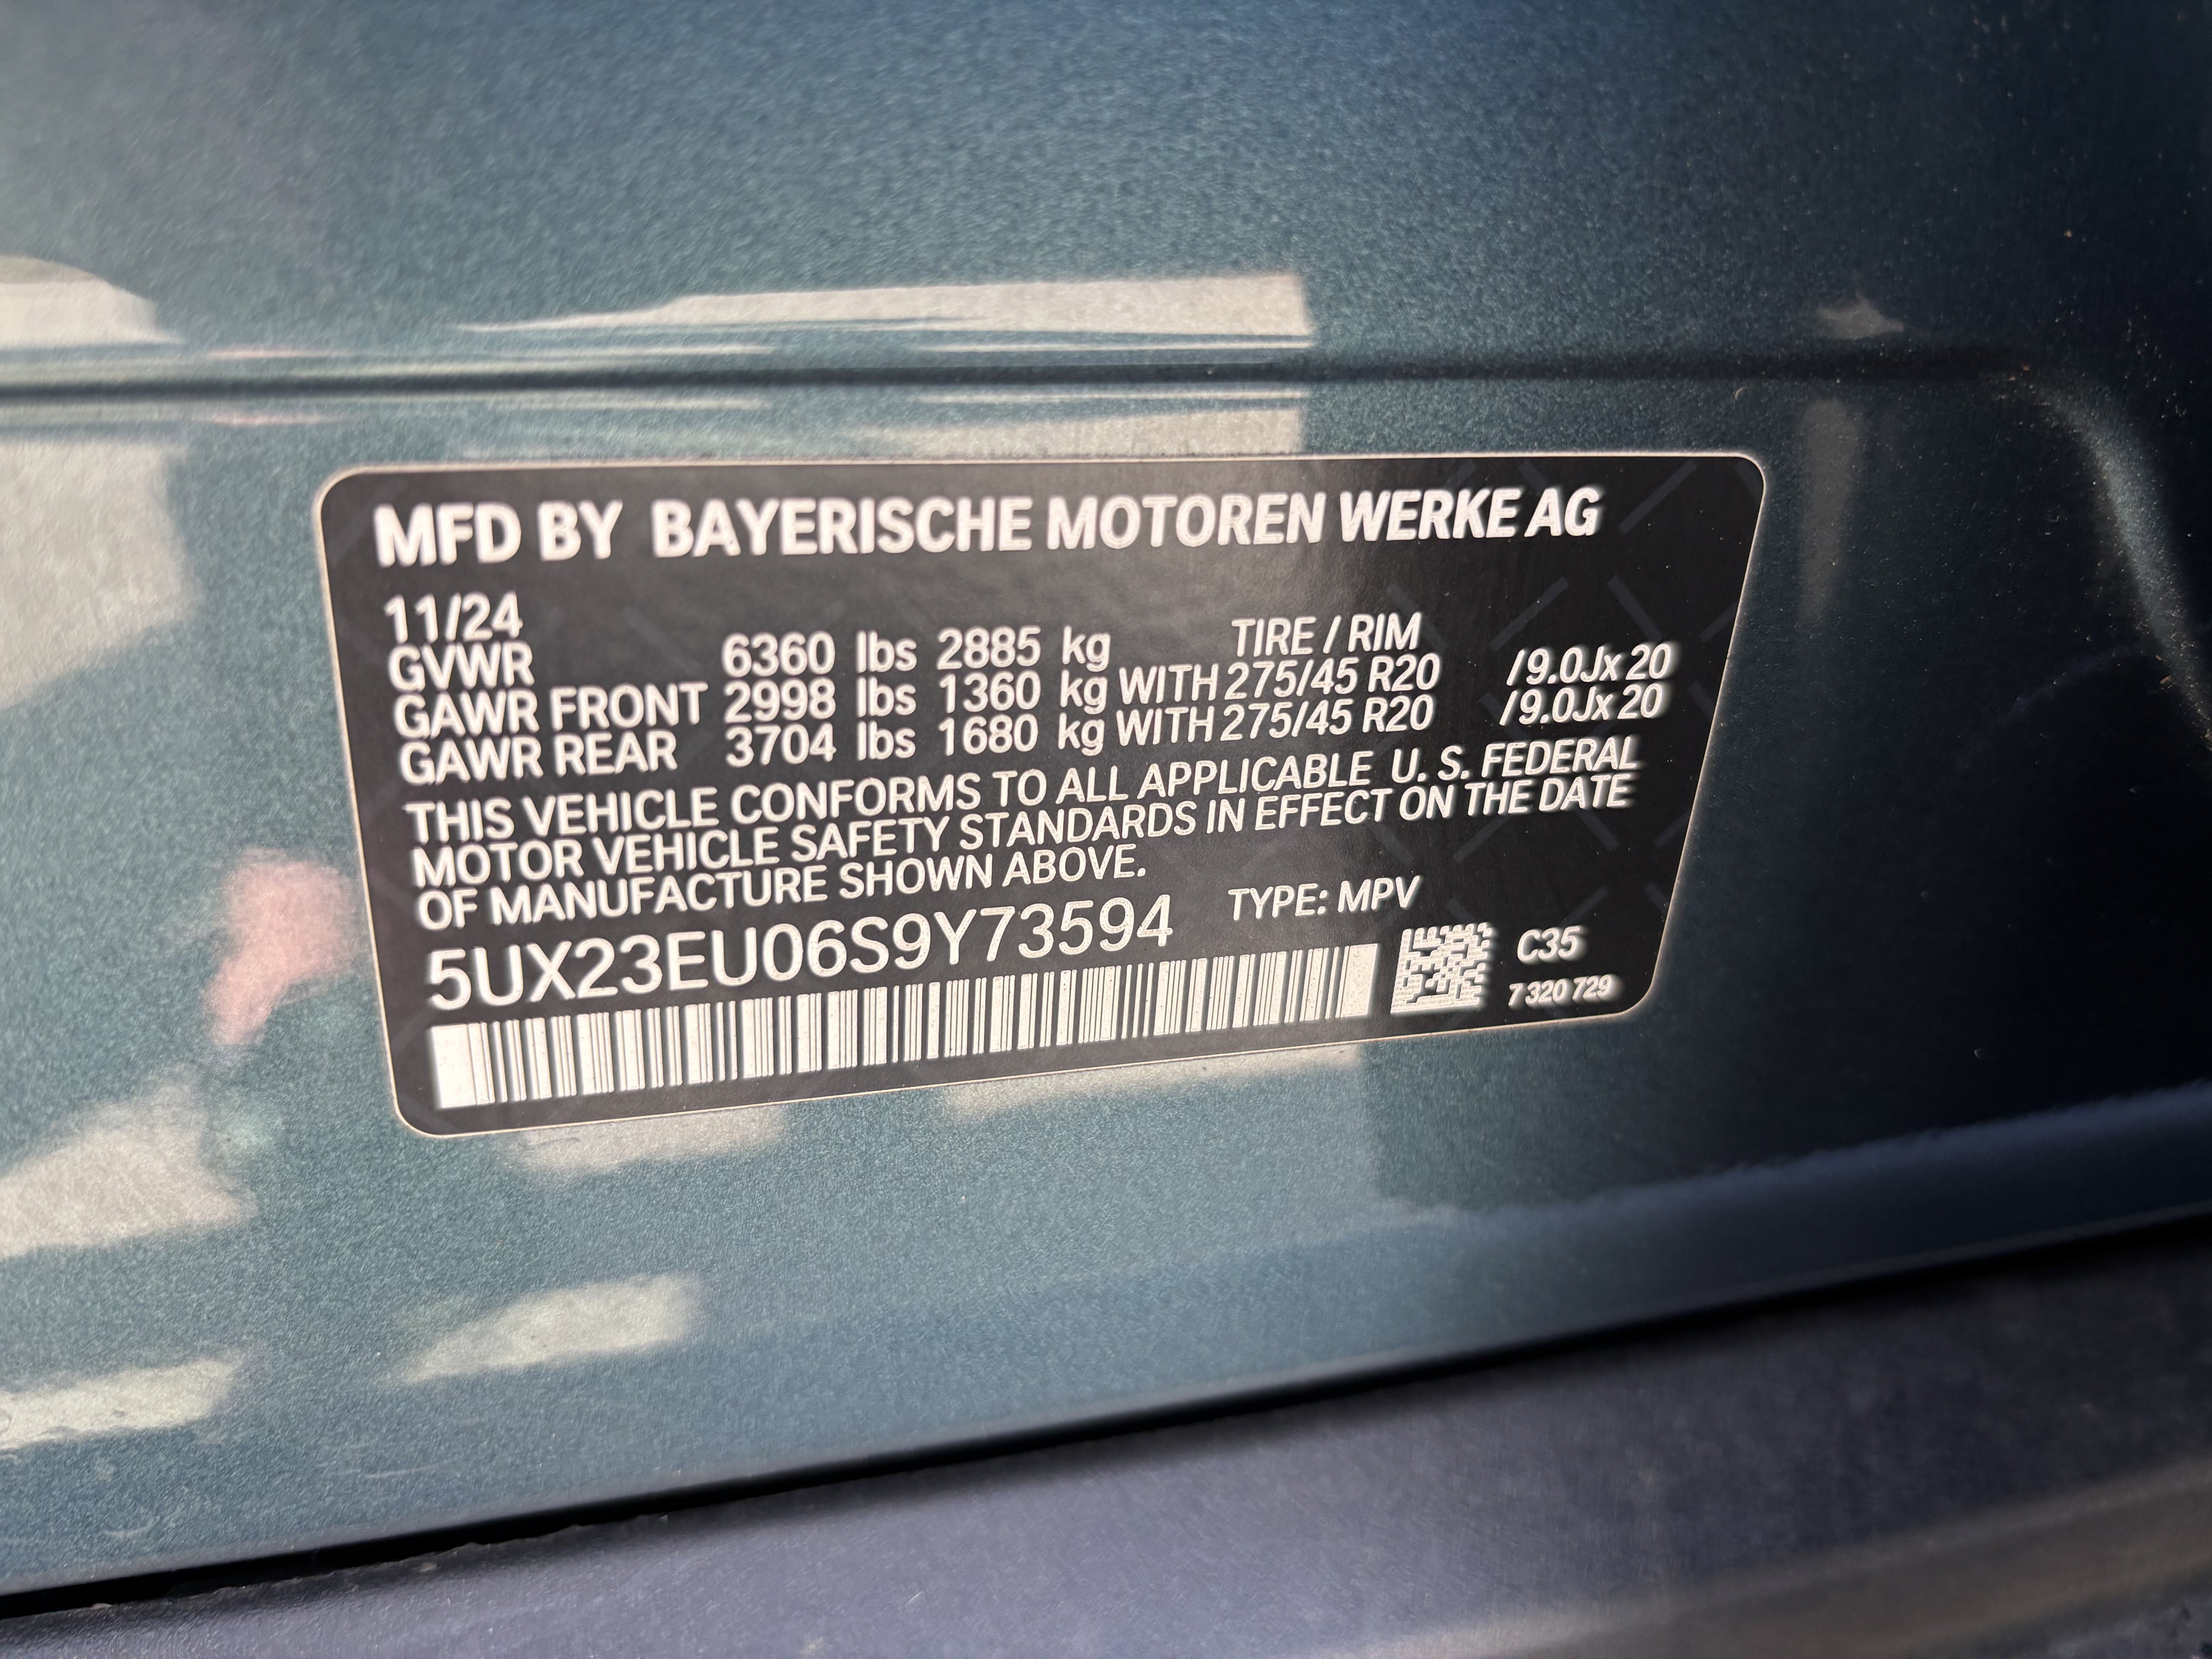 MFD BY BAYERISCHE MOTOREN WERKE AG
11/24
TIRE / RIM
GVWR 6360 lbs 2885 kg
GAWR FRONT 2998 lbs 1360 kg WITH 275/45 R20 /9.0Jx20
GAWR REAR 3704 lbs 1680 kg WITH 275/45 R20 /9.0Jx20
THIS VEHICLE CONFORMS TO ALL APPLICABLE U. S. FEDERAL
MOTOR VEHICLE SAFETY STANDARDS IN EFFECT ON THE DATE
OF MANUFACTURE SHOWN ABOVE.
5UX23EU06S9Y73594 TYPE: MPV
C35
7 320 729